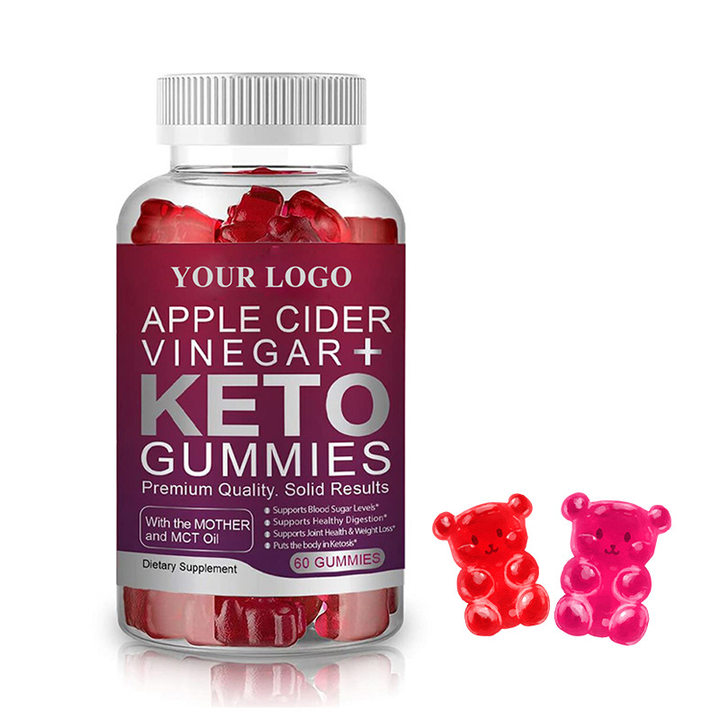 YOUR LOGO
APPLE CIDER
VINEGAR +
KETO
GUMMIES
Premium Quality. Solid Results
With the MOTHER
and MCT Oil
Supports Blood Sugar Levels*
Supports Healthy Digestion*
Supports Joint Health & Weight Loss*
Puts the body in Ketosis*
Dietary Supplement
60 GUMMIES